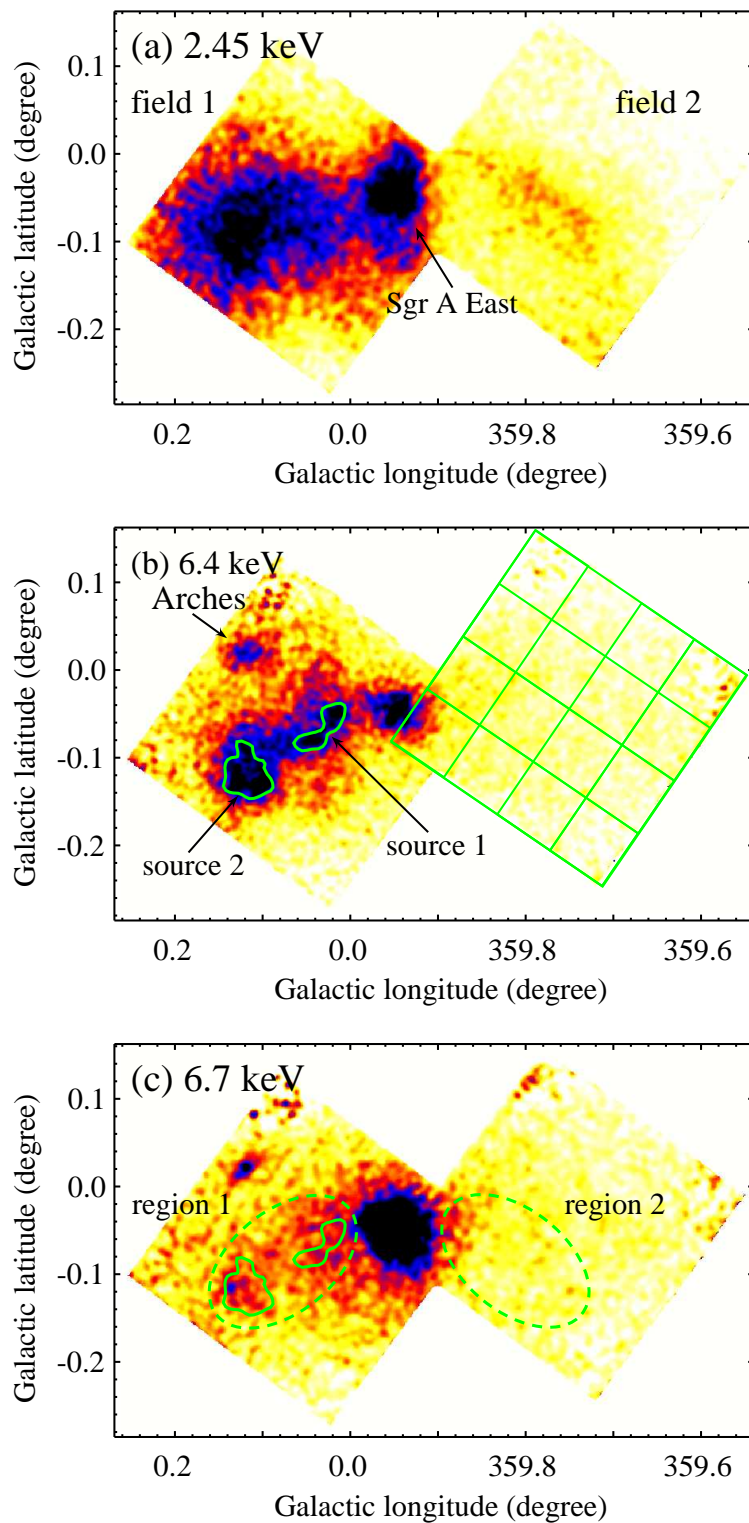 (a) 2.45 keV
field 1
field 2
Sgr A East
0.1
0.0
-0.1
-0.2
Galactic latitude (degree)
0.2 0.0 359.8 359.6
Galactic longitude (degree)
(b) 6.4 keV
Arches
source 1
source 2
0.1
0.0
-0.1
-0.2
Galactic latitude (degree)
0.2 0.0 359.8 359.6
Galactic longitude (degree)
(c) 6.7 keV
region 1
region 2
0.1
0.0
-0.1
-0.2
Galactic latitude (degree)
0.2 0.0 359.8 359.6
Galactic longitude (degree)